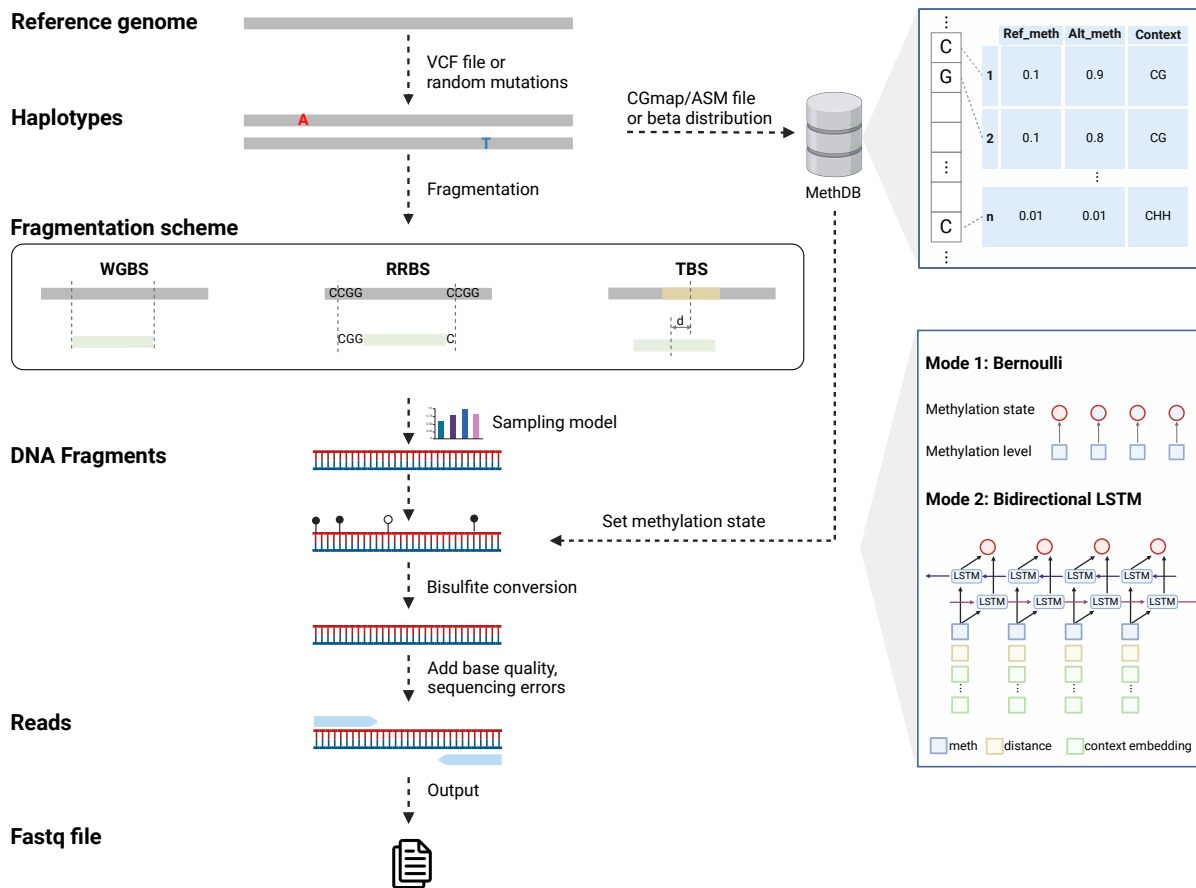 Reference genome
VCF file or
random mutations
Haplotypes
A
T
CGmap/ASM file
or beta distribution
MethDB
Fragmentation
Ref_meth Alt_meth Context
C
G
⋮
C
1 0.1 0.9 CG
2 0.1 0.8 CG
n 0.01 0.01 CHH
Fragmentation scheme
WGBS
RRBS
CCGG CCGG
CGG C
TBS
d
Sampling model
DNA Fragments
Set methylation state
Bisulfite conversion
Add base quality,
sequencing errors
Reads
Output
Fastq file
Mode 1: Bernoulli
Methylation state
Methylation level
Mode 2: Bidirectional LSTM
LSTM LSTM LSTM LSTM
LSTM LSTM LSTM LSTM
meth distance context embedding